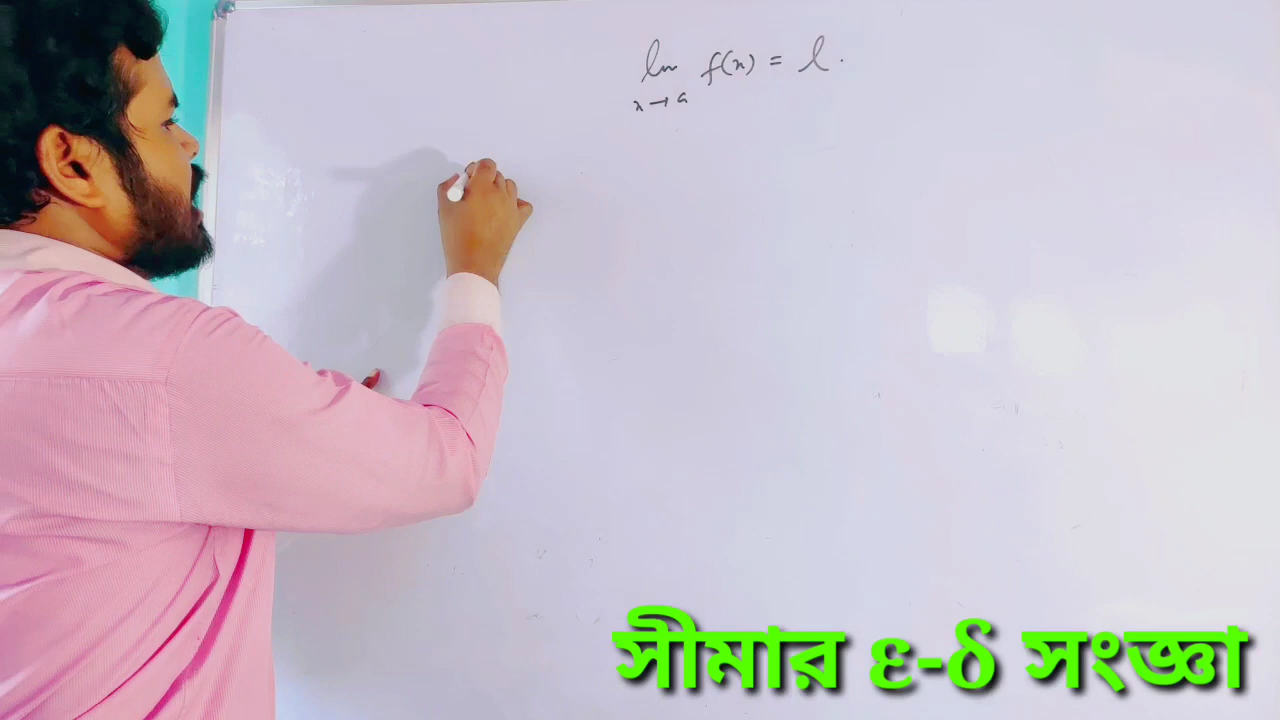 lim f(x) = l.
x→a
সীমার ε-δ সংজ্ঞা